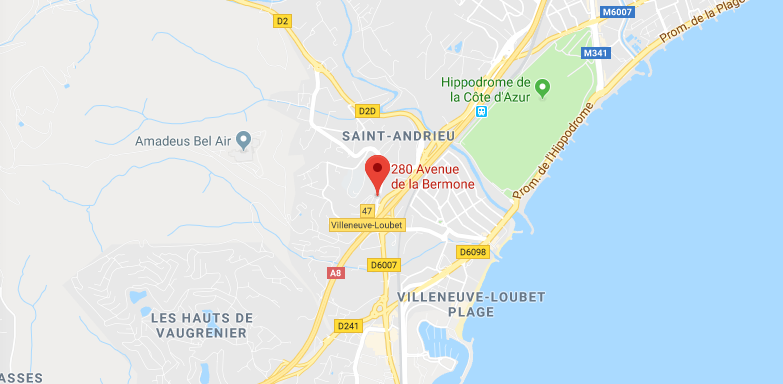 M6007
Prom. de la Plage
D2
M341
Hippodrome de
la Côte d'Azur
D2D
SAINT-ANDRIEU
Amadeus Bel Air
Prom. de l'Hippodrome
280 Avenue
de la Bermone
47
Villeneuve-Loubet
D6098
D6007
A8
VILLENEUVE-LOUBET
PLAGE
LES HAUTS DE
VAUGRENIER
D241
ASSES